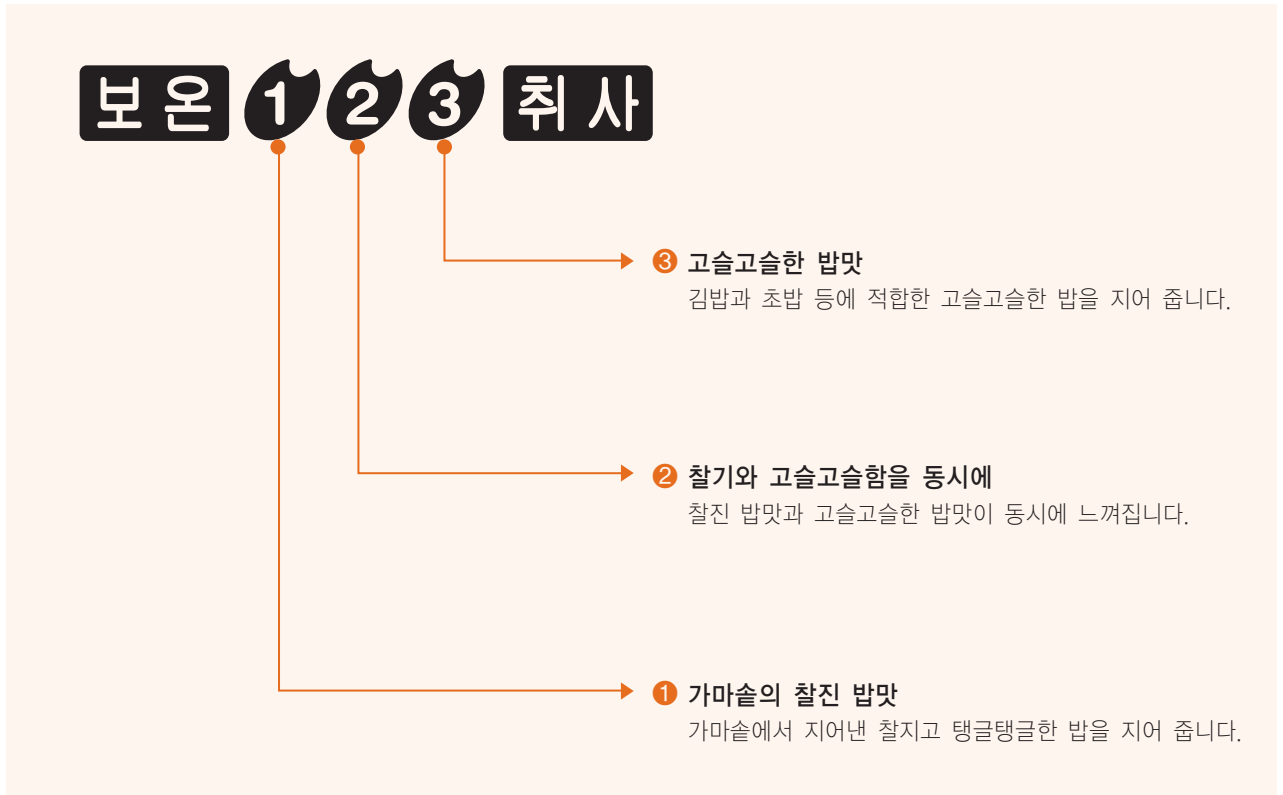 보온 1 2 3 취사
❸ 고슬고슬한 밥맛
김밥과 초밥 등에 적합한 고슬고슬한 밥을 지어 줍니다.
❷ 찰기와 고슬고슬함을 동시에
찰진 밥맛과 고슬고슬한 밥맛이 동시에 느껴집니다.
❶ 가마솥의 찰진 밥맛
가마솥에서 지어낸 찰지고 탱글탱글한 밥을 지어 줍니다.